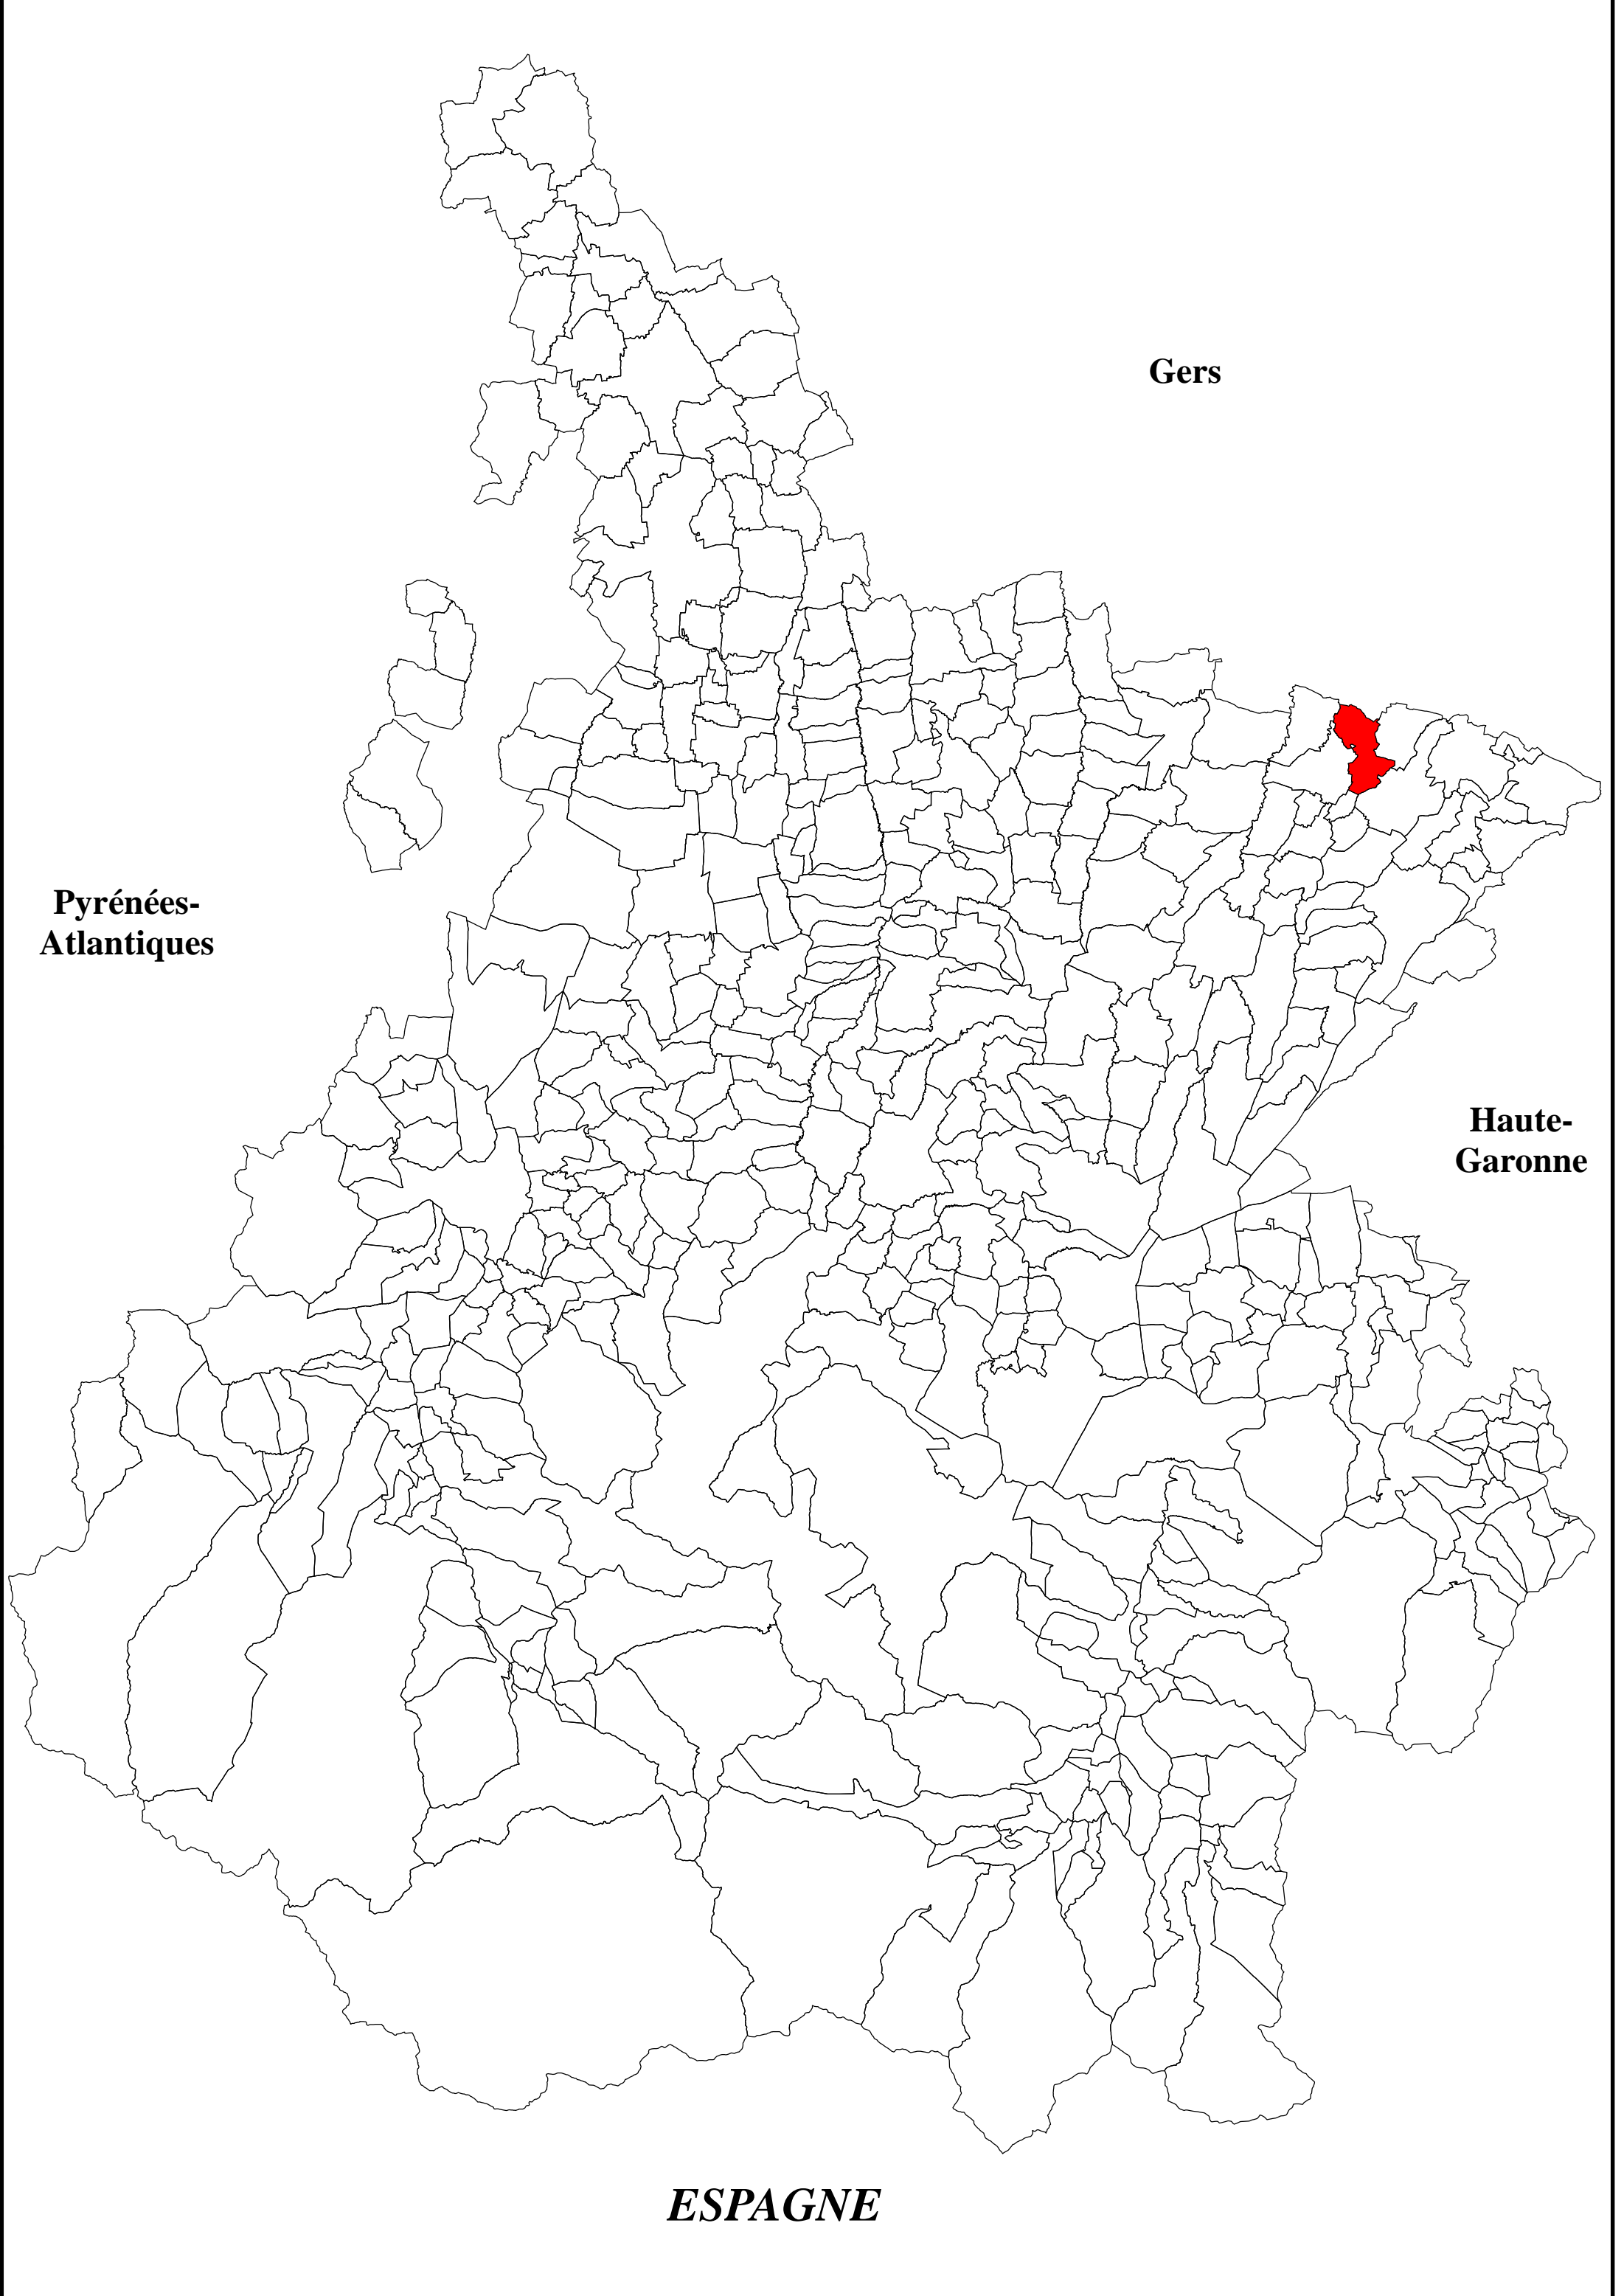 Gers
Pyrénées-
Atlantiques
Haute-
Garonne
ESPAGNE